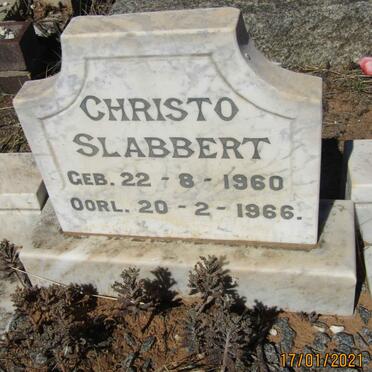 CHRISTO
SLABBERT
GEB. 22 - 8 - 1960
OORL. 20 - 2 - 1966.
17/01/2021